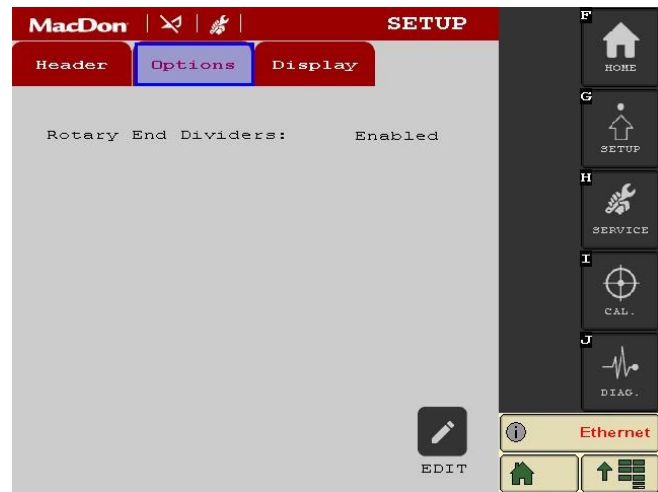 MacDon SETUP
Header Options Display
Rotary End Dividers: Enabled
EDIT
F
HOME
G
SETUP
H
SERVICE
I
CAL.
J
DIAG.
Ethernet